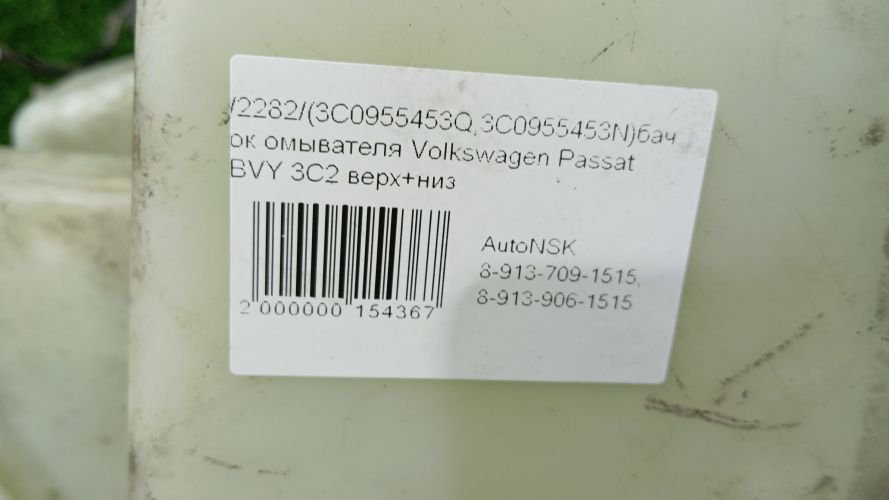 /2282/(3C0955453Q,3C0955453N)бач
ок омывателя Volkswagen Passat
BVY 3C2 верх+низ
AutoNSK
8-913-709-1515,
8-913-906-1515
2 000000 154367